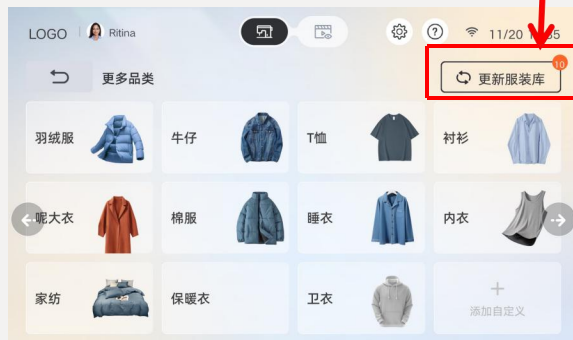 LOGO Ritina ? 11/20
更多品类 更新服装库 10
羽绒服 牛仔 T恤 衬衫
呢大衣 棉服 睡衣 内衣
家纺 保暖衣 卫衣 添加自定义